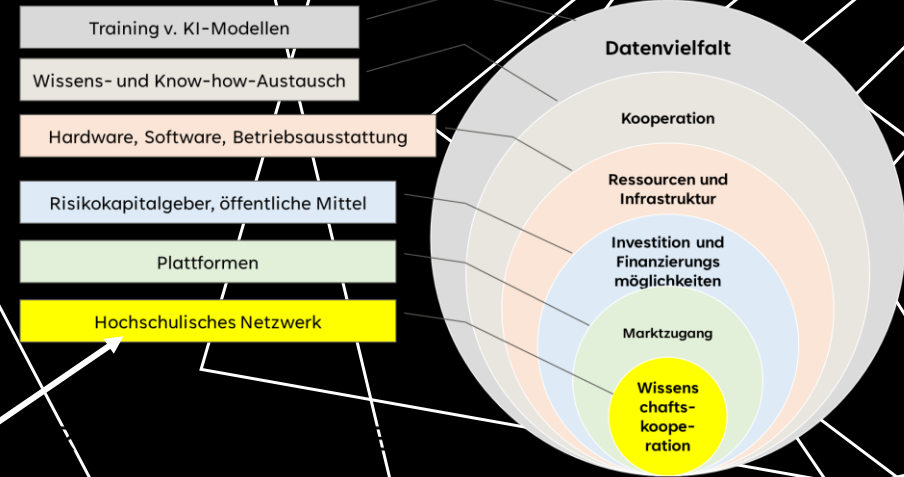 Training v. KI-Modellen
Wissens- und Know-how-Austausch
Hardware, Software, Betriebsausstattung
Risikokapitalgeber, öffentliche Mittel
Plattformen
Hochschulisches Netzwerk
Datenvielfalt
Kooperation
Ressourcen und
Infrastruktur
Investition und
Finanzierungs
möglichkeiten
Marktzugang
Wissens
chafts-
koope-
ration